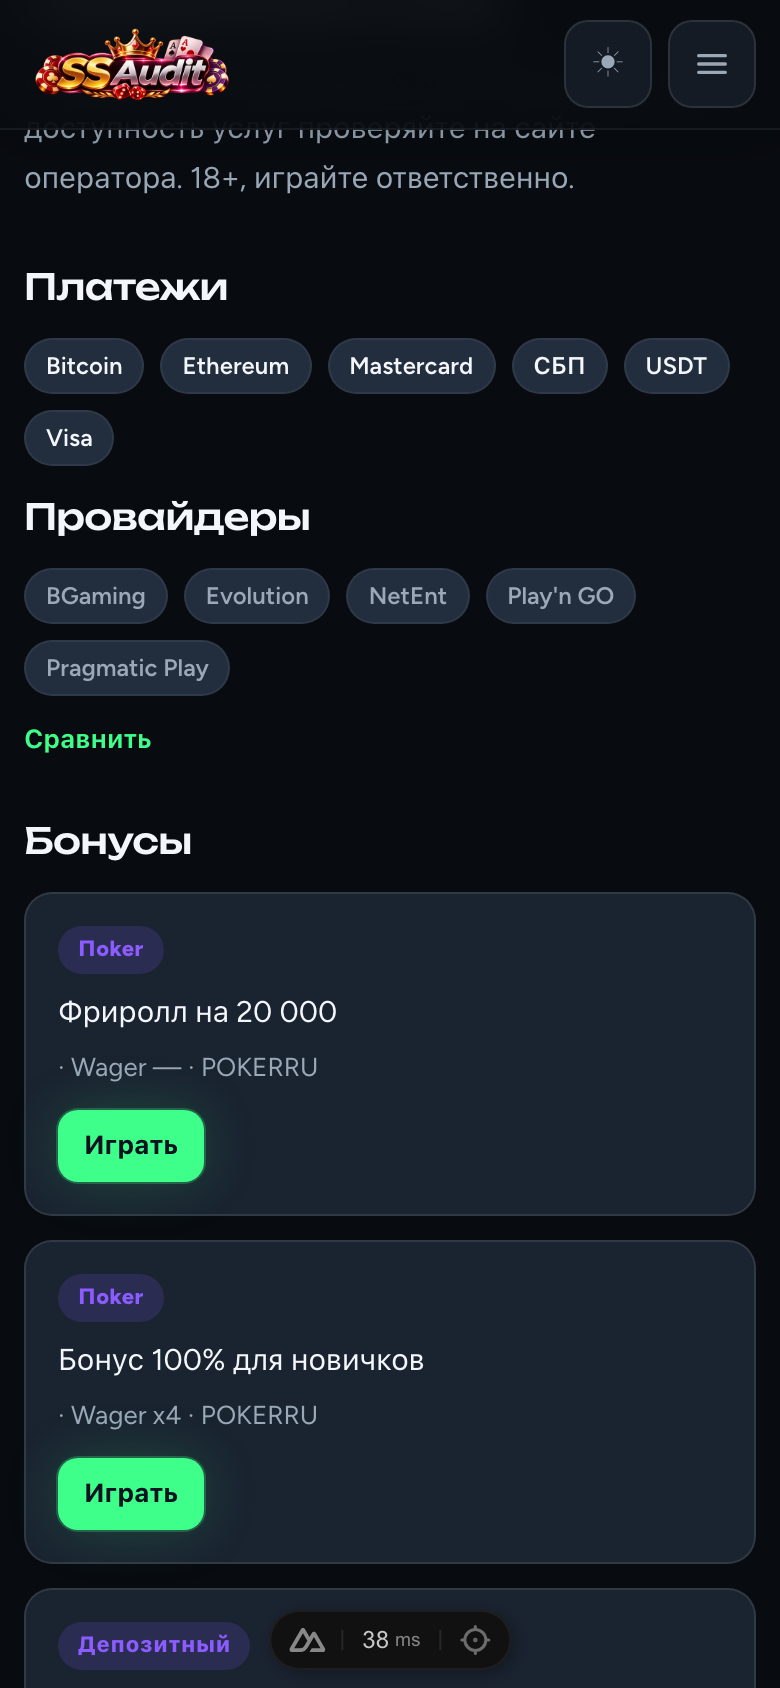 SSAudit
доступность услуг проверяйте на сайте
оператора. 18+, играйте ответственно.
Платежи
Bitcoin Ethereum Mastercard СБП USDT
Visa
Провайдеры
BGaming Evolution NetEnt Play'n GO
Pragmatic Play
Сравнить
Бонусы
Пoker
Фриролл на 20 000
· Wager — · POKERRU
Играть
Пoker
Бонус 100% для новичков
· Wager x4 · POKERRU
Играть
Депозитный
38 ms